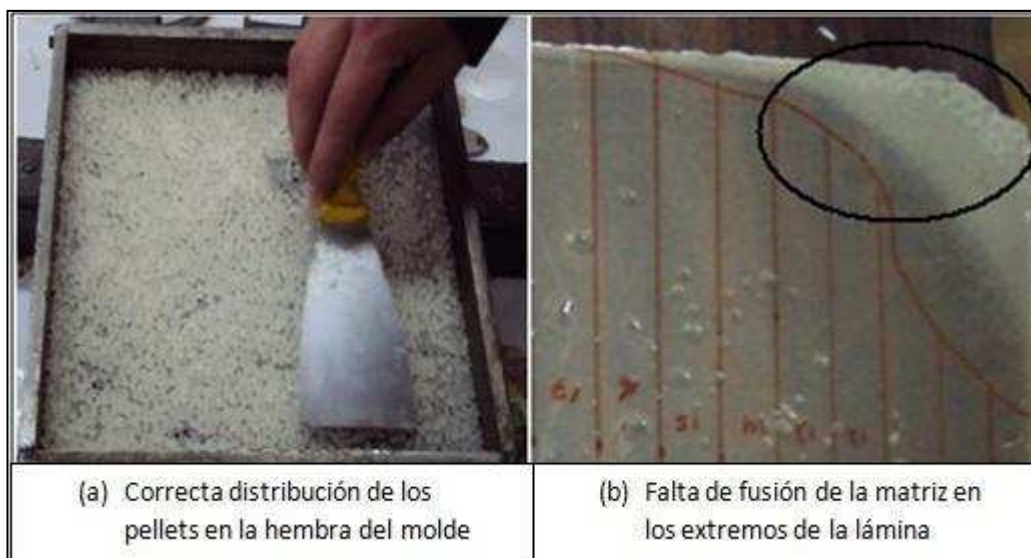 (a) Correcta distribución de los
pellets en la hembra del molde
(b) Falta de fusión de la matriz en
los extremos de la lámina